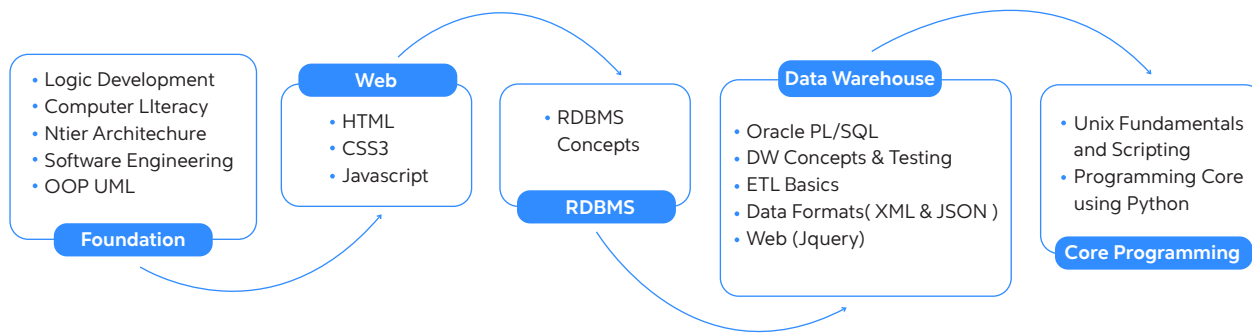 Logic Development
Computer LIteracy
Ntier Architechure
Software Engineering
OOP UML
Foundation
Web
HTML
CSS3
Javascript
RDBMS
Concepts
RDBMS
Data Warehouse
Oracle PL/SQL
DW Concepts & Testing
ETL Basics
Data Formats( XML & JSON )
Web (Jquery)
Unix Fundamentals
and Scripting
Programming Core
using Python
Core Programming